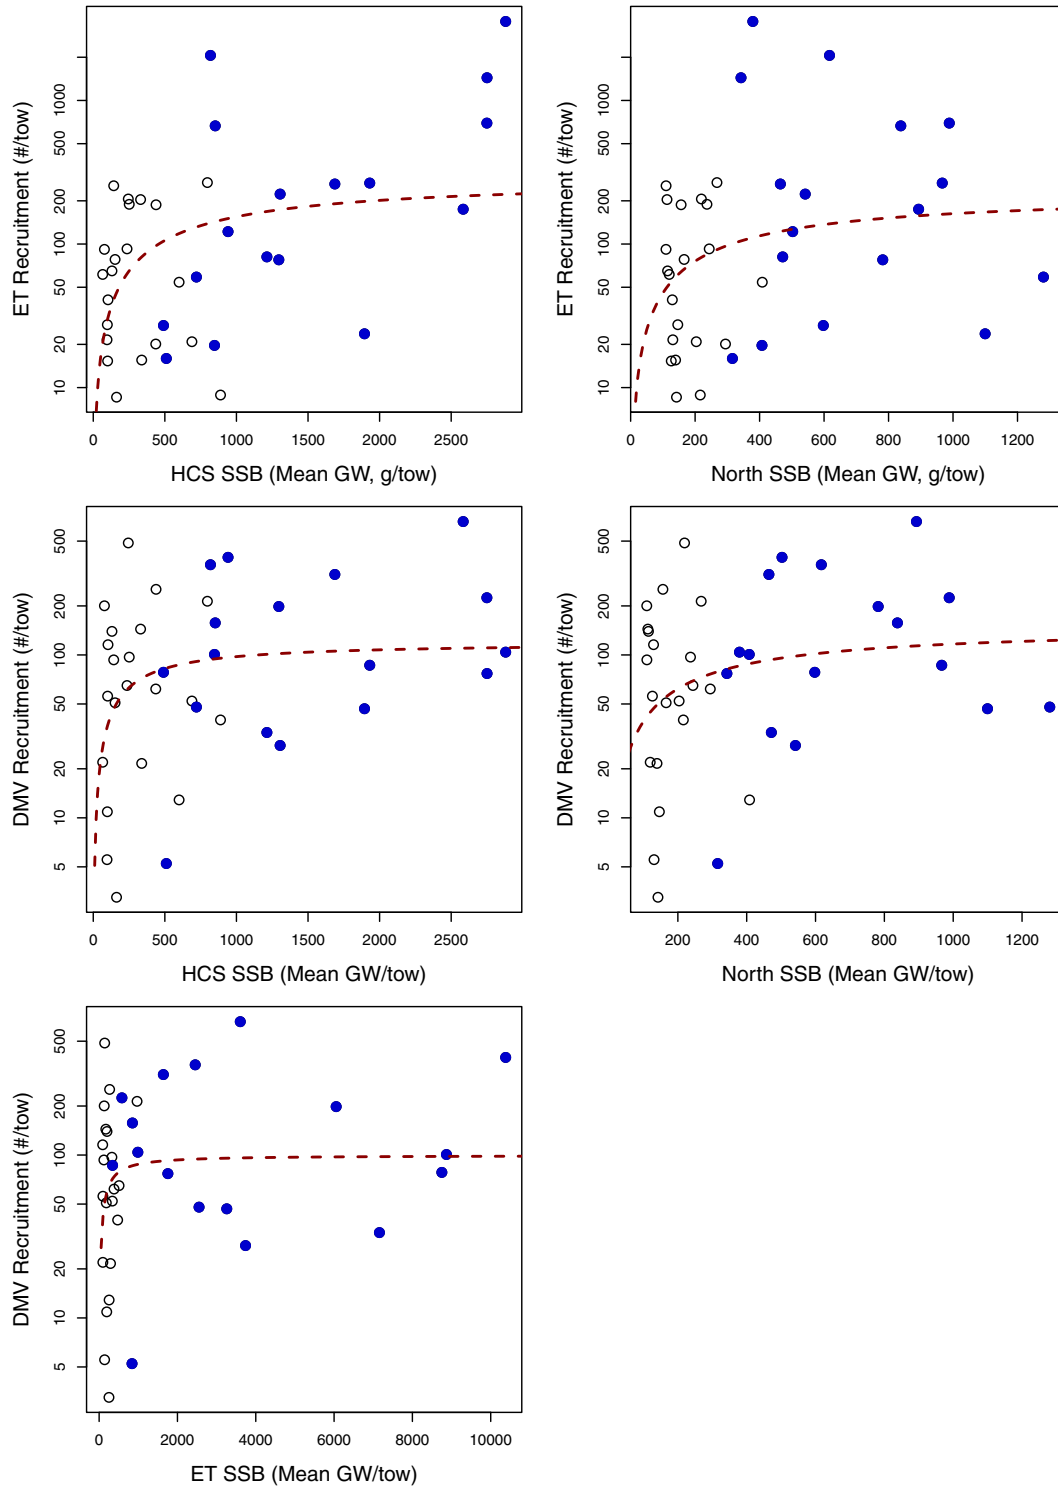 ET Recruitment (#/tow)
1000
500
200
100
50
20
10
0 500 1000 1500 2000 2500
HCS SSB (Mean GW, g/tow)
ET Recruitment (#/tow)
1000
500
200
100
50
20
10
0 200 400 600 800 1000 1200
North SSB (Mean GW, g/tow)
DMV Recruitment (#/tow)
500
200
100
50
20
10
5
0 500 1000 1500 2000 2500
HCS SSB (Mean GW/tow)
DMV Recruitment (#/tow)
500
200
100
50
20
10
5
200 400 600 800 1000 1200
North SSB (Mean GW/tow)
DMV Recruitment (#/tow)
500
200
100
50
20
10
5
0 2000 4000 6000 8000 10000
ET SSB (Mean GW/tow)